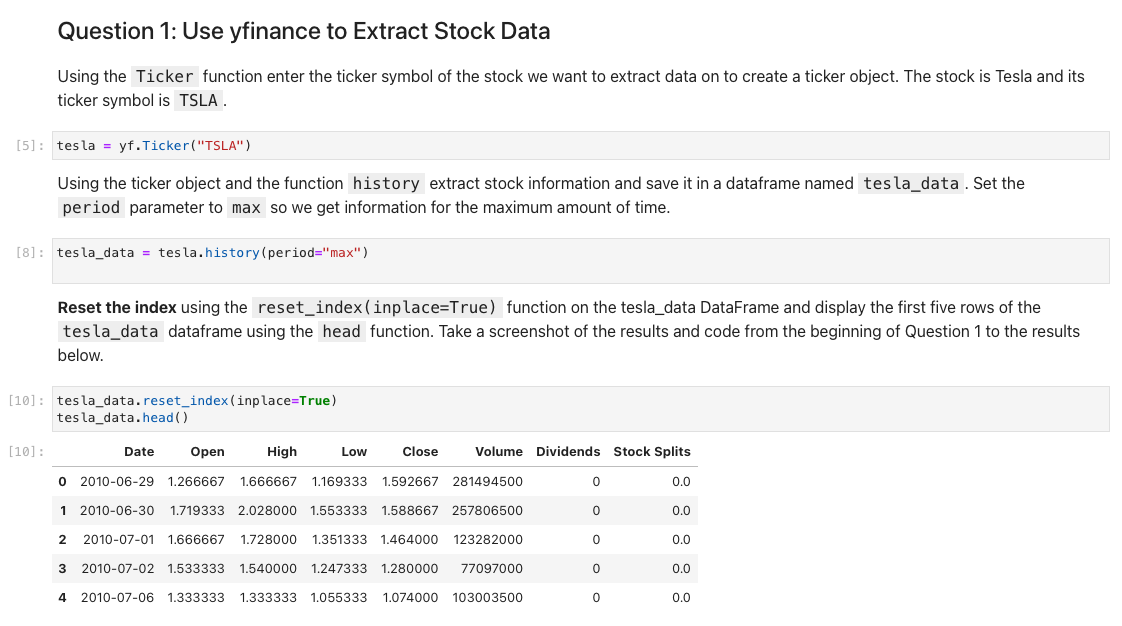 Question 1: Use yfinance to Extract Stock Data
Using the Ticker function enter the ticker symbol of the stock we want to extract data on to create a ticker object. The stock is Tesla and its
ticker symbol is TSLA .
[5]: tesla = yf.Ticker("TSLA")
Using the ticker object and the function history extract stock information and save it in a dataframe named tesla_data . Set the
period parameter to max so we get information for the maximum amount of time.
[8]: tesla_data = tesla.history(period="max")
Reset the index using the reset_index(inplace=True) function on the tesla_data DataFrame and display the first five rows of the
tesla_data dataframe using the head function. Take a screenshot of the results and code from the beginning of Question 1 to the results
below.
[10]: tesla_data.reset_index(inplace=True)
tesla_data.head()
[10]: Date Open High Low Close Volume Dividends Stock Splits
0 2010-06-29 1.266667 1.666667 1.169333 1.592667 281494500 0 0.0
1 2010-06-30 1.719333 2.028000 1.553333 1.588667 257806500 0 0.0
2 2010-07-01 1.666667 1.728000 1.351333 1.464000 123282000 0 0.0
3 2010-07-02 1.533333 1.540000 1.247333 1.280000 77097000 0 0.0
4 2010-07-06 1.333333 1.333333 1.055333 1.074000 103003500 0 0.0